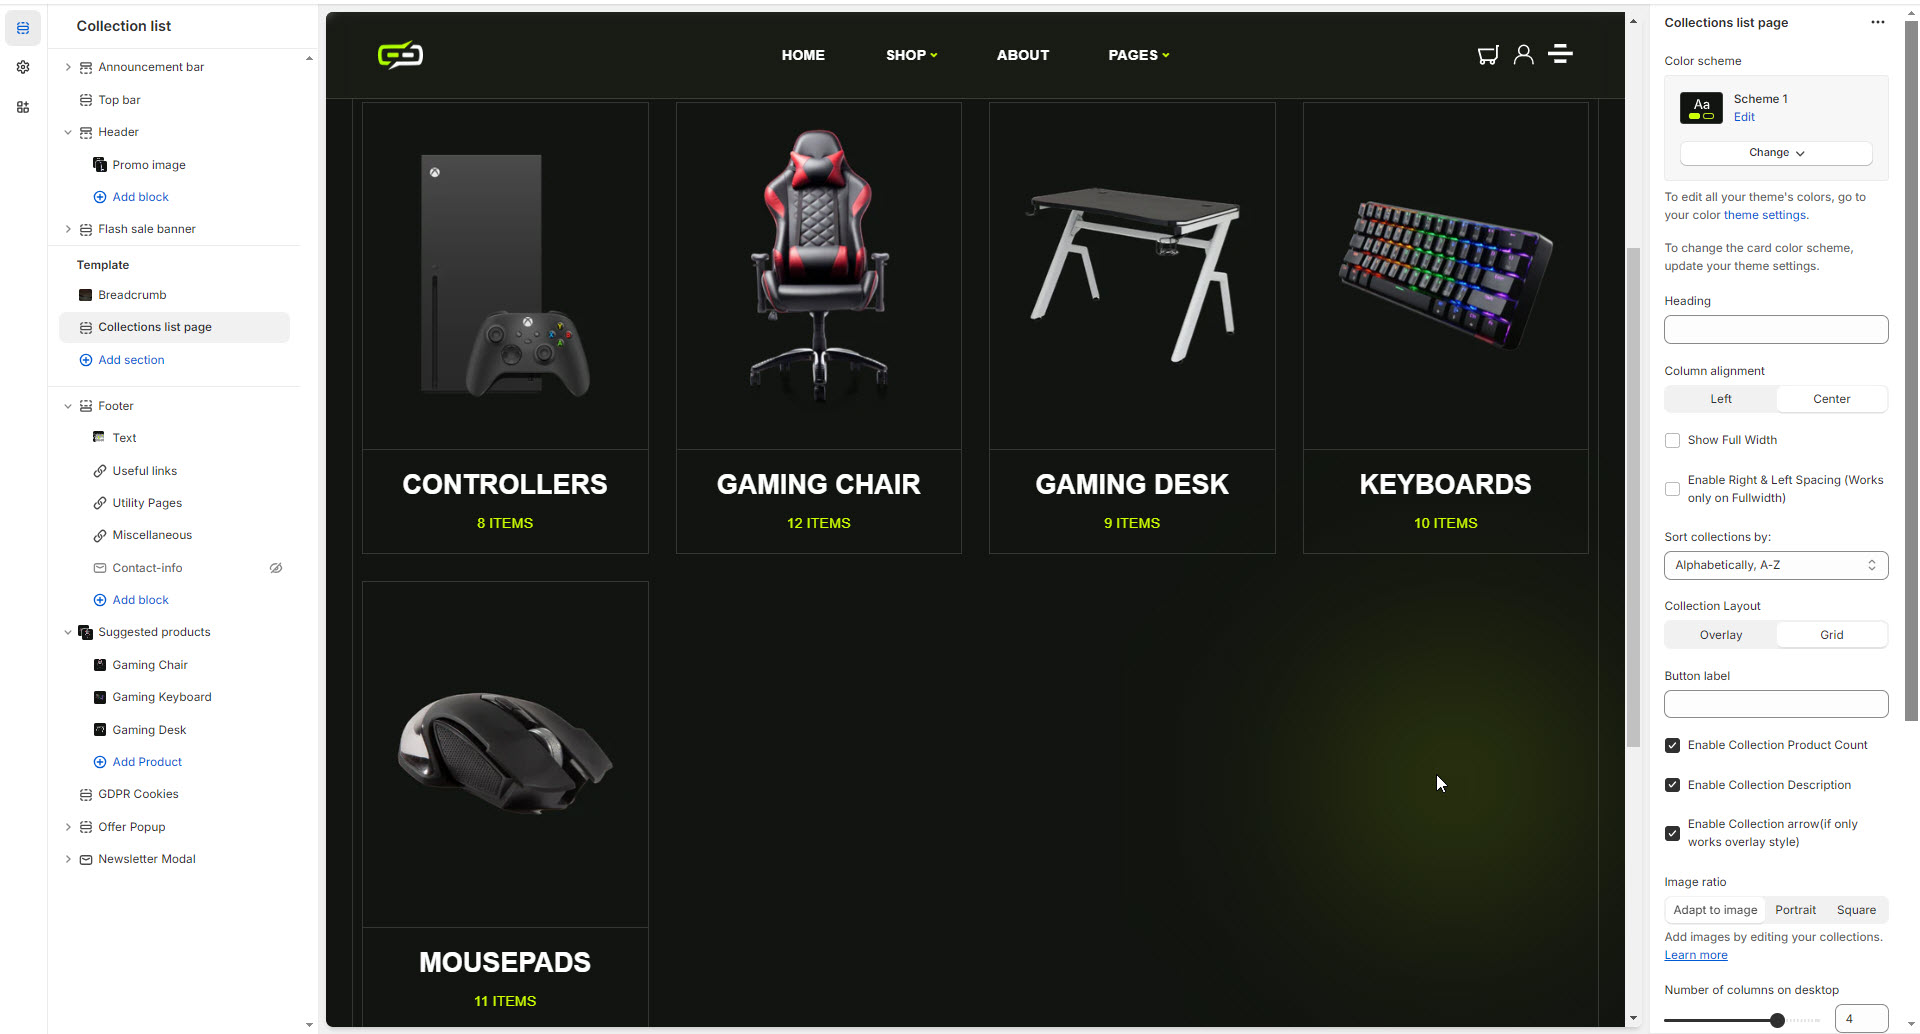 Collection list
Announcement bar
Top bar
Header
Promo image
Add block
Flash sale banner
Template
Breadcrumb
Collections list page
Add section
Footer
Text
Useful links
Utility Pages
Miscellaneous
Contact-info
Add block
Suggested products
Gaming Chair
Gaming Keyboard
Gaming Desk
Add Product
GDPR Cookies
Offer Popup
Newsletter Modal
HOME SHOP ABOUT PAGES
CONTROLLERS
8 ITEMS
GAMING CHAIR
12 ITEMS
GAMING DESK
9 ITEMS
KEYBOARDS
10 ITEMS
MOUSEPADS
11 ITEMS
Collections list page
Color scheme
Aa
Scheme 1
Edit
Change
To edit all your theme's colors, go to
your color theme settings.
To change the card color scheme,
update your theme settings.
Heading
Column alignment
Left Center
Show Full Width
Enable Right & Left Spacing (Works
only on Fullwidth)
Sort collections by:
Alphabetically, A-Z
Collection Layout
Overlay Grid
Button label
Enable Collection Product Count
Enable Collection Description
Enable Collection arrow(if only
works overlay style)
Image ratio
Adapt to image Portrait Square
Add images by editing your collections.
Learn more
Number of columns on desktop
4